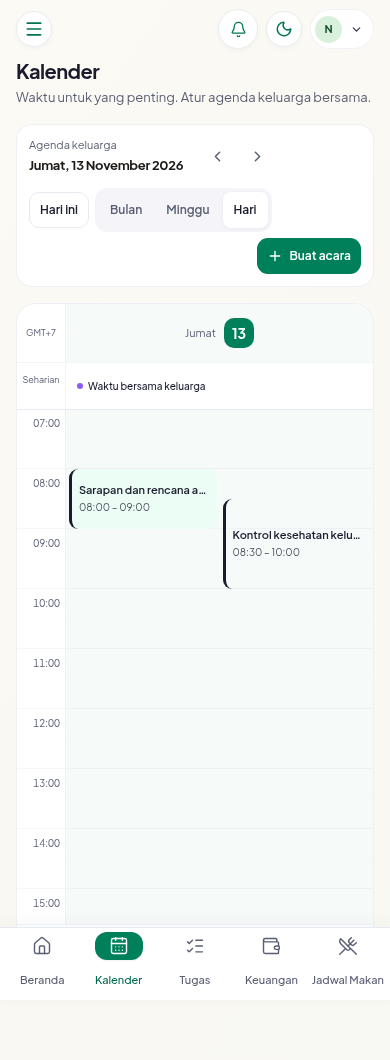 N
Kalender
Waktu untuk yang penting. Atur agenda keluarga bersama.
Agenda keluarga
Jumat, 13 November 2026
Hari ini
Bulan
Minggu
Hari
Buat acara
GMT+7
Jumat 13
Seharian
Waktu bersama keluarga
07:00
08:00
Sarapan dan rencana a…
08:00 – 09:00
Kontrol kesehatan kelu…
08:30 – 10:00
09:00
10:00
11:00
12:00
13:00
14:00
15:00
Beranda
Kalender
Tugas
Keuangan
Jadwal Makan